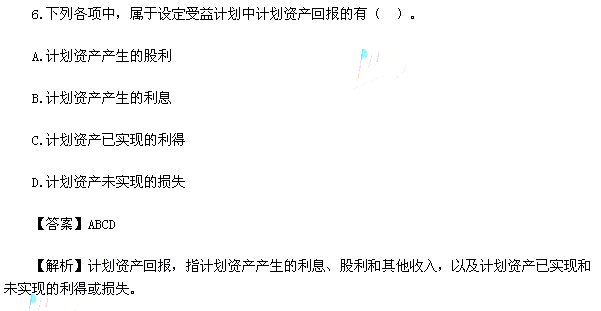 6.下列各项中，属于设定受益计划中计划资产回报的有（　）。
A.计划资产产生的股利
B.计划资产产生的利息
C.计划资产已实现的利得
D.计划资产未实现的损失
【答案】ABCD
【解析】计划资产回报，指计划资产产生的利息、股利和其他收入，以及计划资产已实现和
未实现的利得或损失。